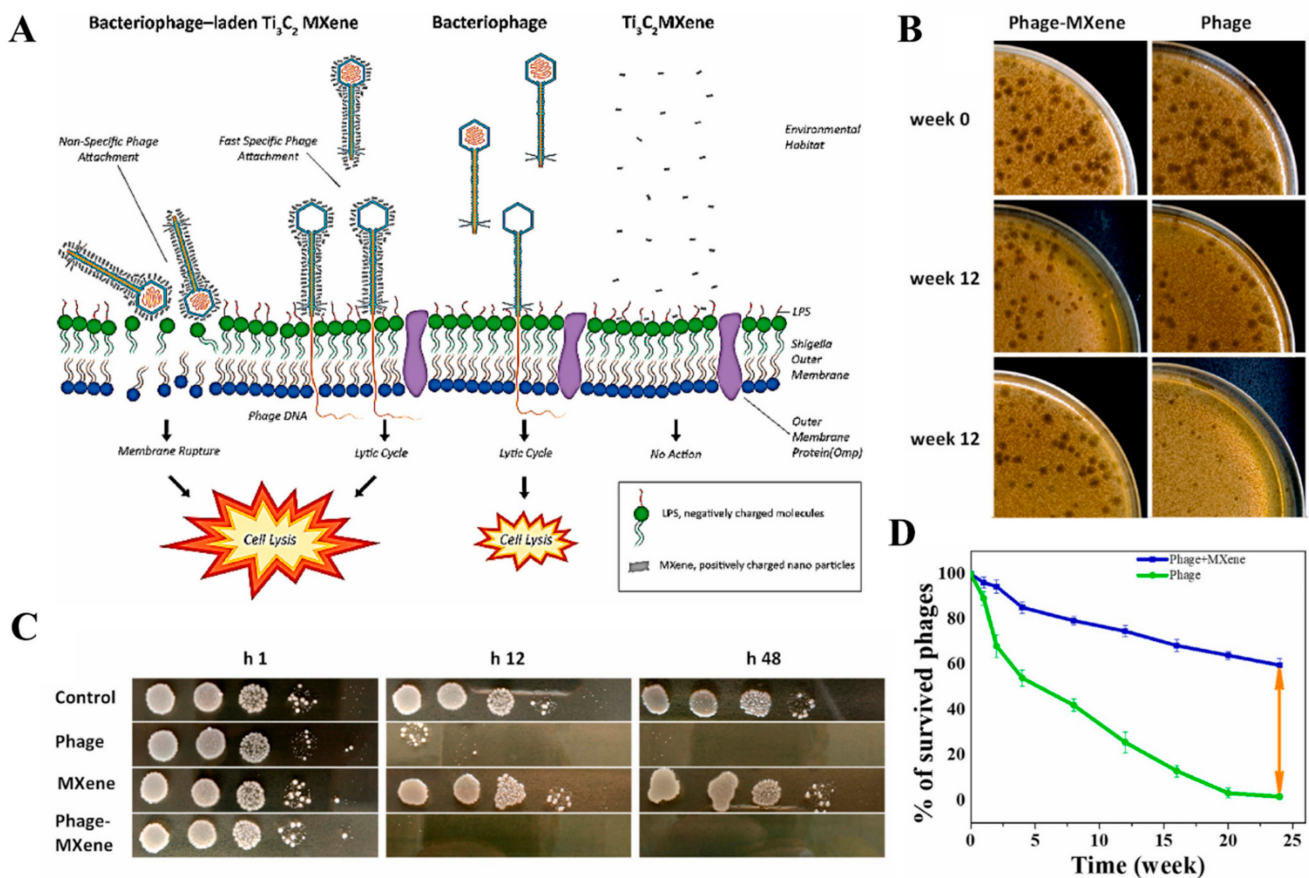 A
Bacteriophage–laden Ti3C2 MXene
Bacteriophage
Ti3C2MXene
Non-Specific Phage
Attachment
Fast Specific Phage
Attachment
Environmental
Habitat
LPS
Shigella
Outer
Membrane
Phage DNA
Outer
Membrane
Protein(Omp)
Membrane Rupture
Lytic Cycle
Lytic Cycle
No Action
Cell Lysis
Cell Lysis
LPS, negatively charged molecules
MXene, positively charged nano particles
B
Phage-MXene
Phage
week 0
week 12
week 12
C
h 1
h 12
h 48
Control
Phage
MXene
Phage-
MXene
D
Phage+MXene
Phage
% of survived phages
100
80
60
40
20
0
0
5
10
15
20
25
Time (week)